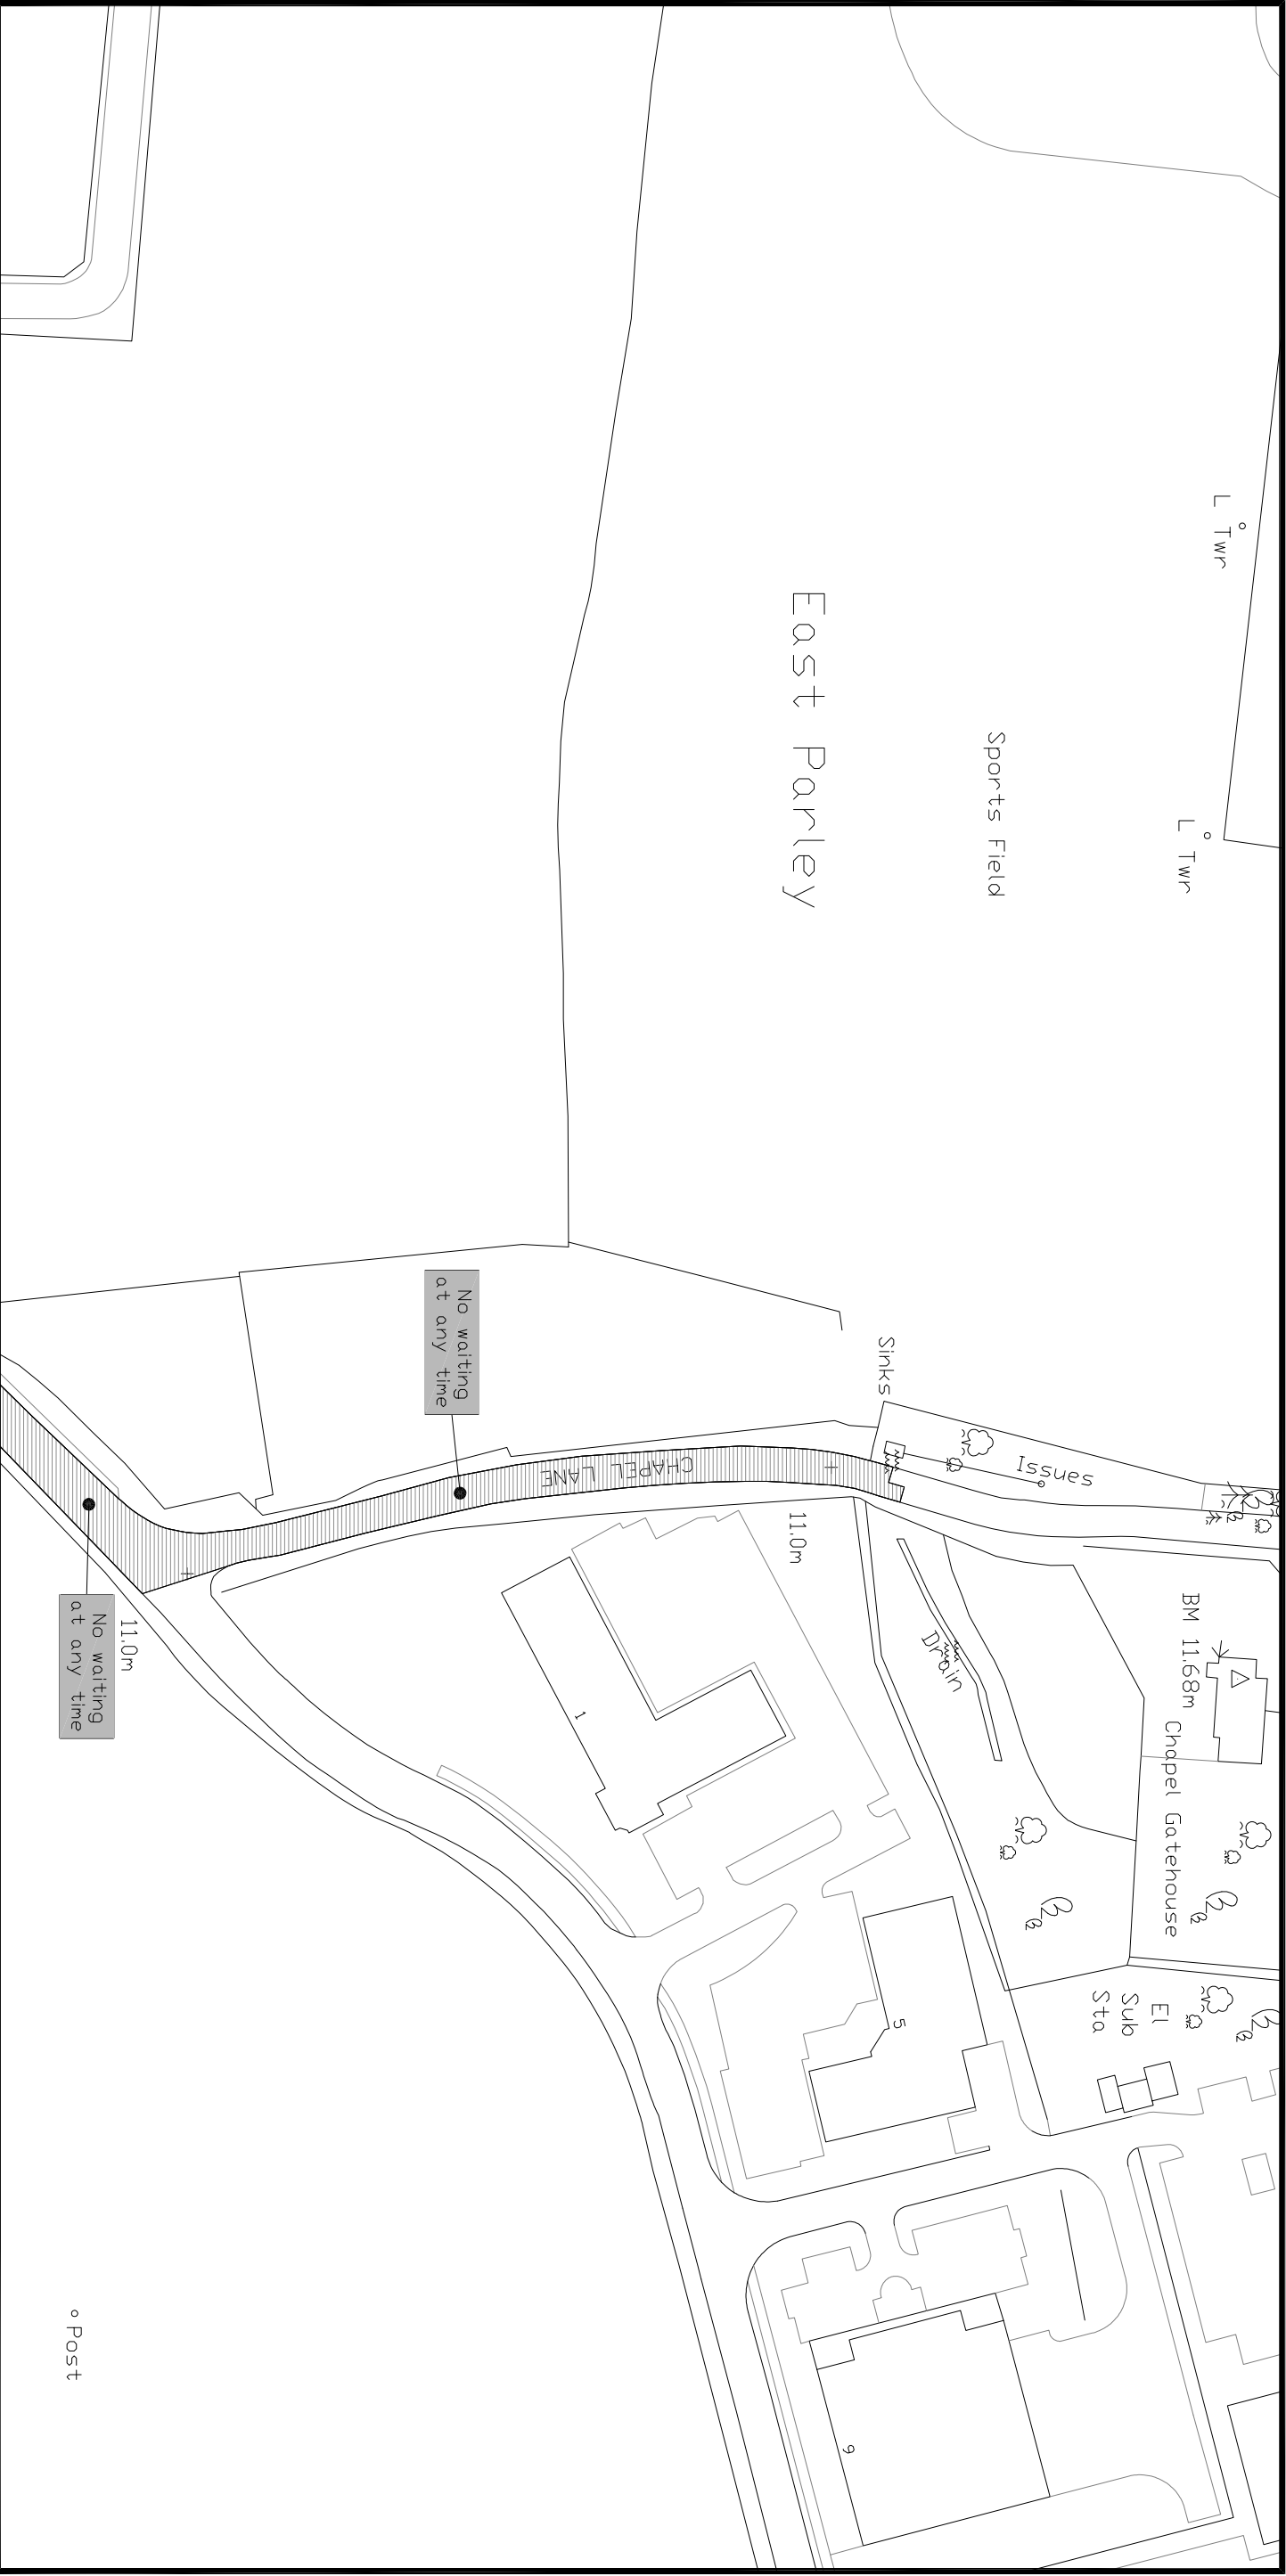 L Twr
L Twr
Sports Field
East Parley
Issues
Sinks
BM 11.68m
Chapel Gatehouse
El
Sub
Sta
Drain
11.0m
CHAPEL LANE
No waiting
at any time
1
5
9
11.0m
No waiting
at any time
Post